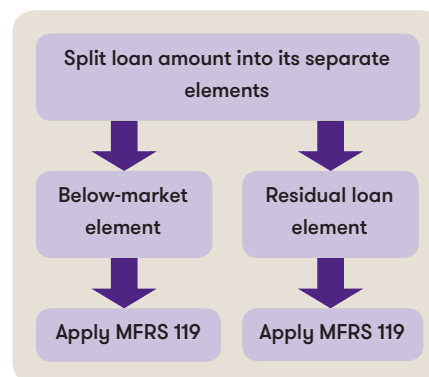 Split loan amount into its separate
elements
Below-market
element
Residual loan
element
Apply MFRS 119
Apply MFRS 119